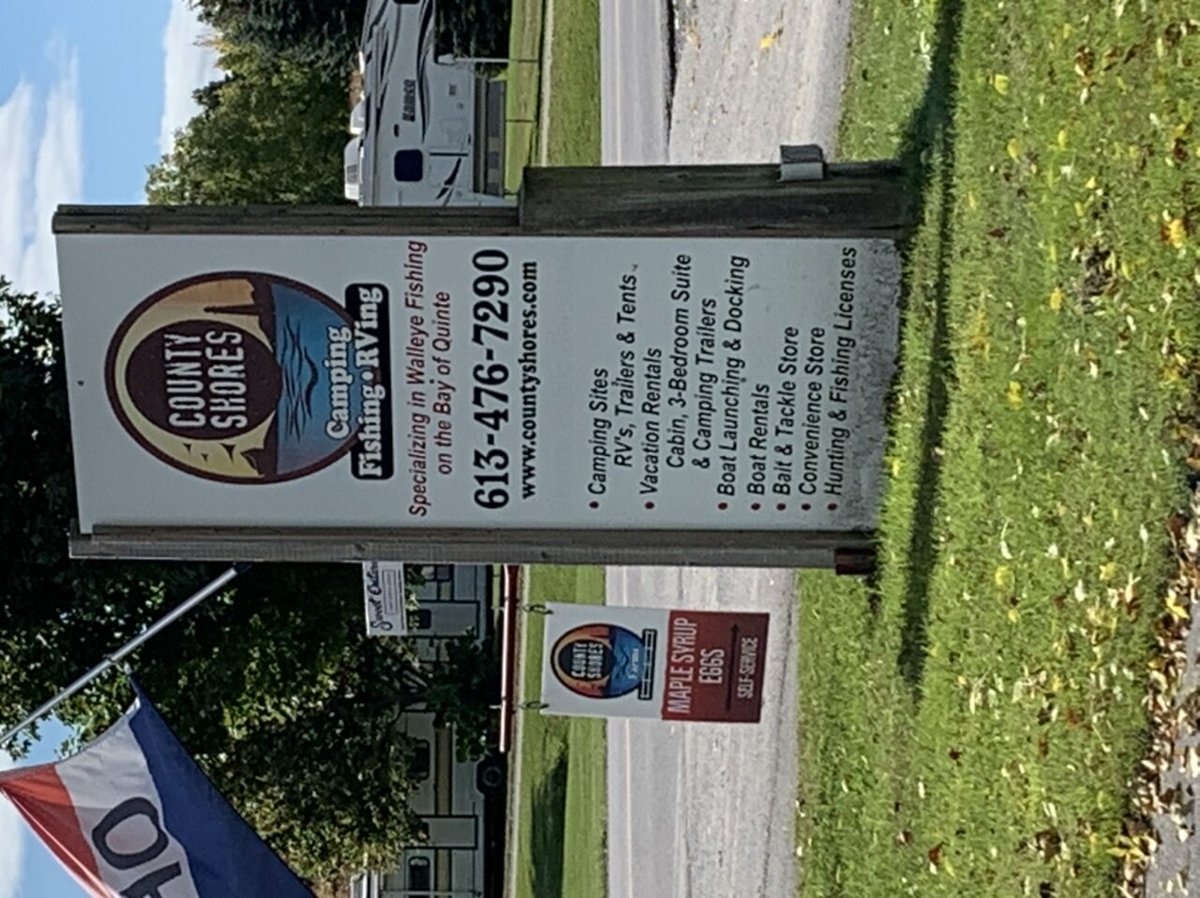 COUNTY
SHORES
Camping
Fishing•RVing
Specializing in Walleye Fishing
on the Bay of Quinte
613-476-7290
www.countyshores.com
• Camping Sites
RV's, Trailers & Tents
• Vacation Rentals
Cabin, 3-Bedroom Suite
& Camping Trailers
• Boat Launching & Docking
• Boat Rentals
• Bait & Tackle Store
• Convenience Store
• Hunting & Fishing Licenses
COUNTY
SHORES
Farms
MAPLE SYRUP
EGGS
SELF-SERVICE
Sweet